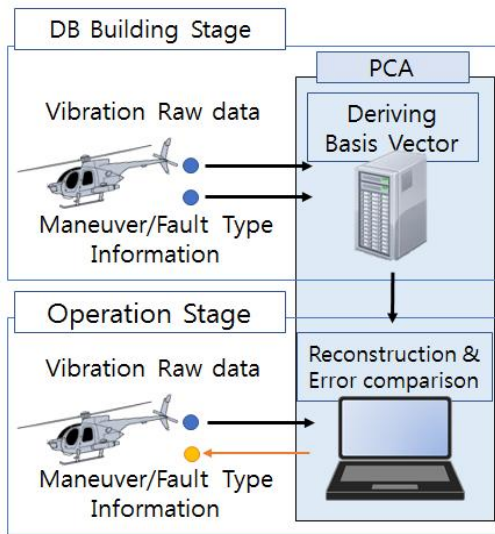 DB Building Stage
PCA
Vibration Raw data
Deriving
Basis Vector
Maneuver/Fault Type
Information
Operation Stage
Vibration Raw data
Reconstruction &
Error comparison
Maneuver/Fault Type
Information